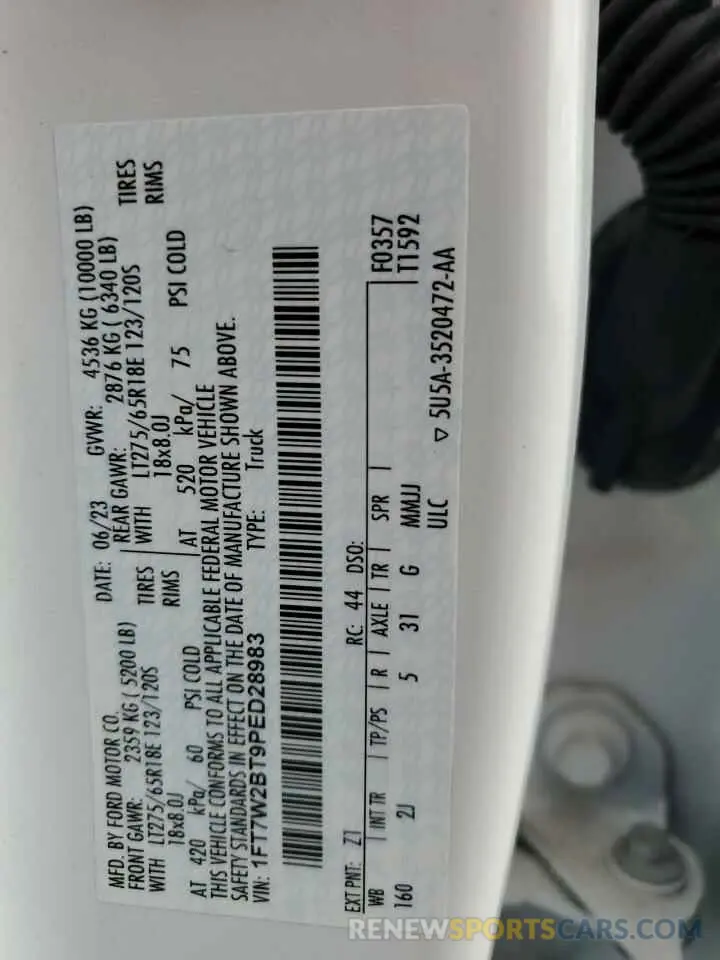 MFD. BY FORD MOTOR CO.
DATE: 06/23 GVWR: 4536 KG (10000 LB)
FRONT GAWR: 2359 KG ( 5200 LB)
REAR GAWR: 2876 KG ( 6340 LB)
WITH LT275/65R18E 123/120S TIRES
WITH LT275/65R18E 123/120S TIRES
18x8.0J RIMS
18x8.0J RIMS
AT 420 kPa/ 60 PSI COLD
AT 520 kPa/ 75 PSI COLD
THIS VEHICLE CONFORMS TO ALL APPLICABLE FEDERAL MOTOR VEHICLE
SAFETY STANDARDS IN EFFECT ON THE DATE OF MANUFACTURE SHOWN ABOVE.
VIN: 1FT7W2BT9PED28983 TYPE: Truck
EXT PNT: Z1 RC: 44 DSO: F0357
WB INT TR TP/PS R AXLE TR SPR T1592
160 2J 5 31 G MMJJ
ULC ▽ 5U5A-3520472-AA
RENEWSPORTSCARS.COM